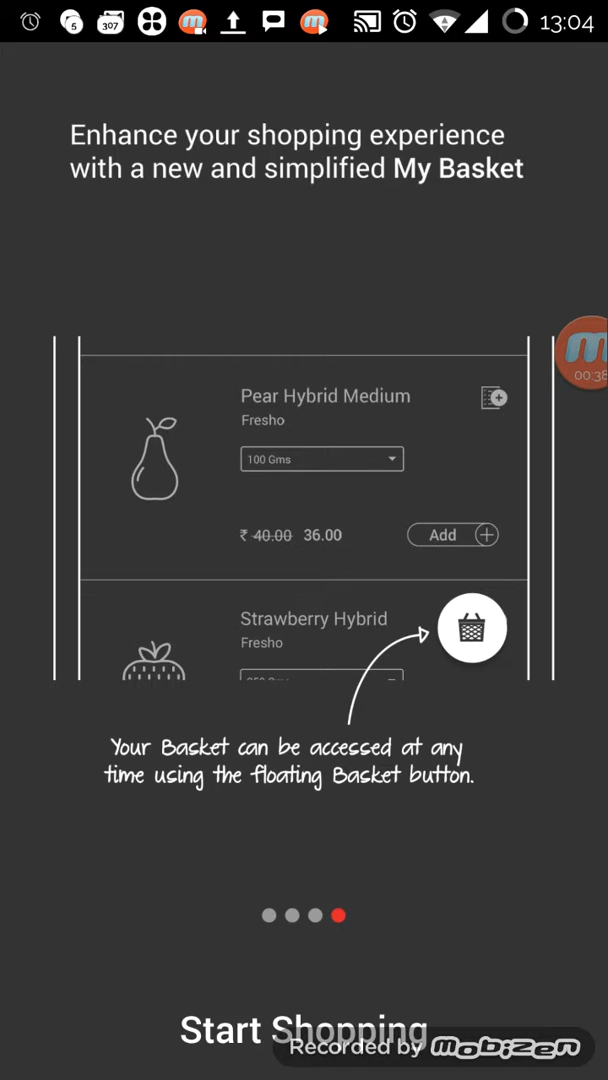 5 307 13:04
Enhance your shopping experience
with a new and simplified My Basket
00:38
Pear Hybrid Medium
Fresho
100 Gms
₹ 40.00 36.00
Add
Strawberry Hybrid
Fresho
Your Basket can be accessed at any
time using the floating Basket button.
Start Shopping
Recorded by Mobizen